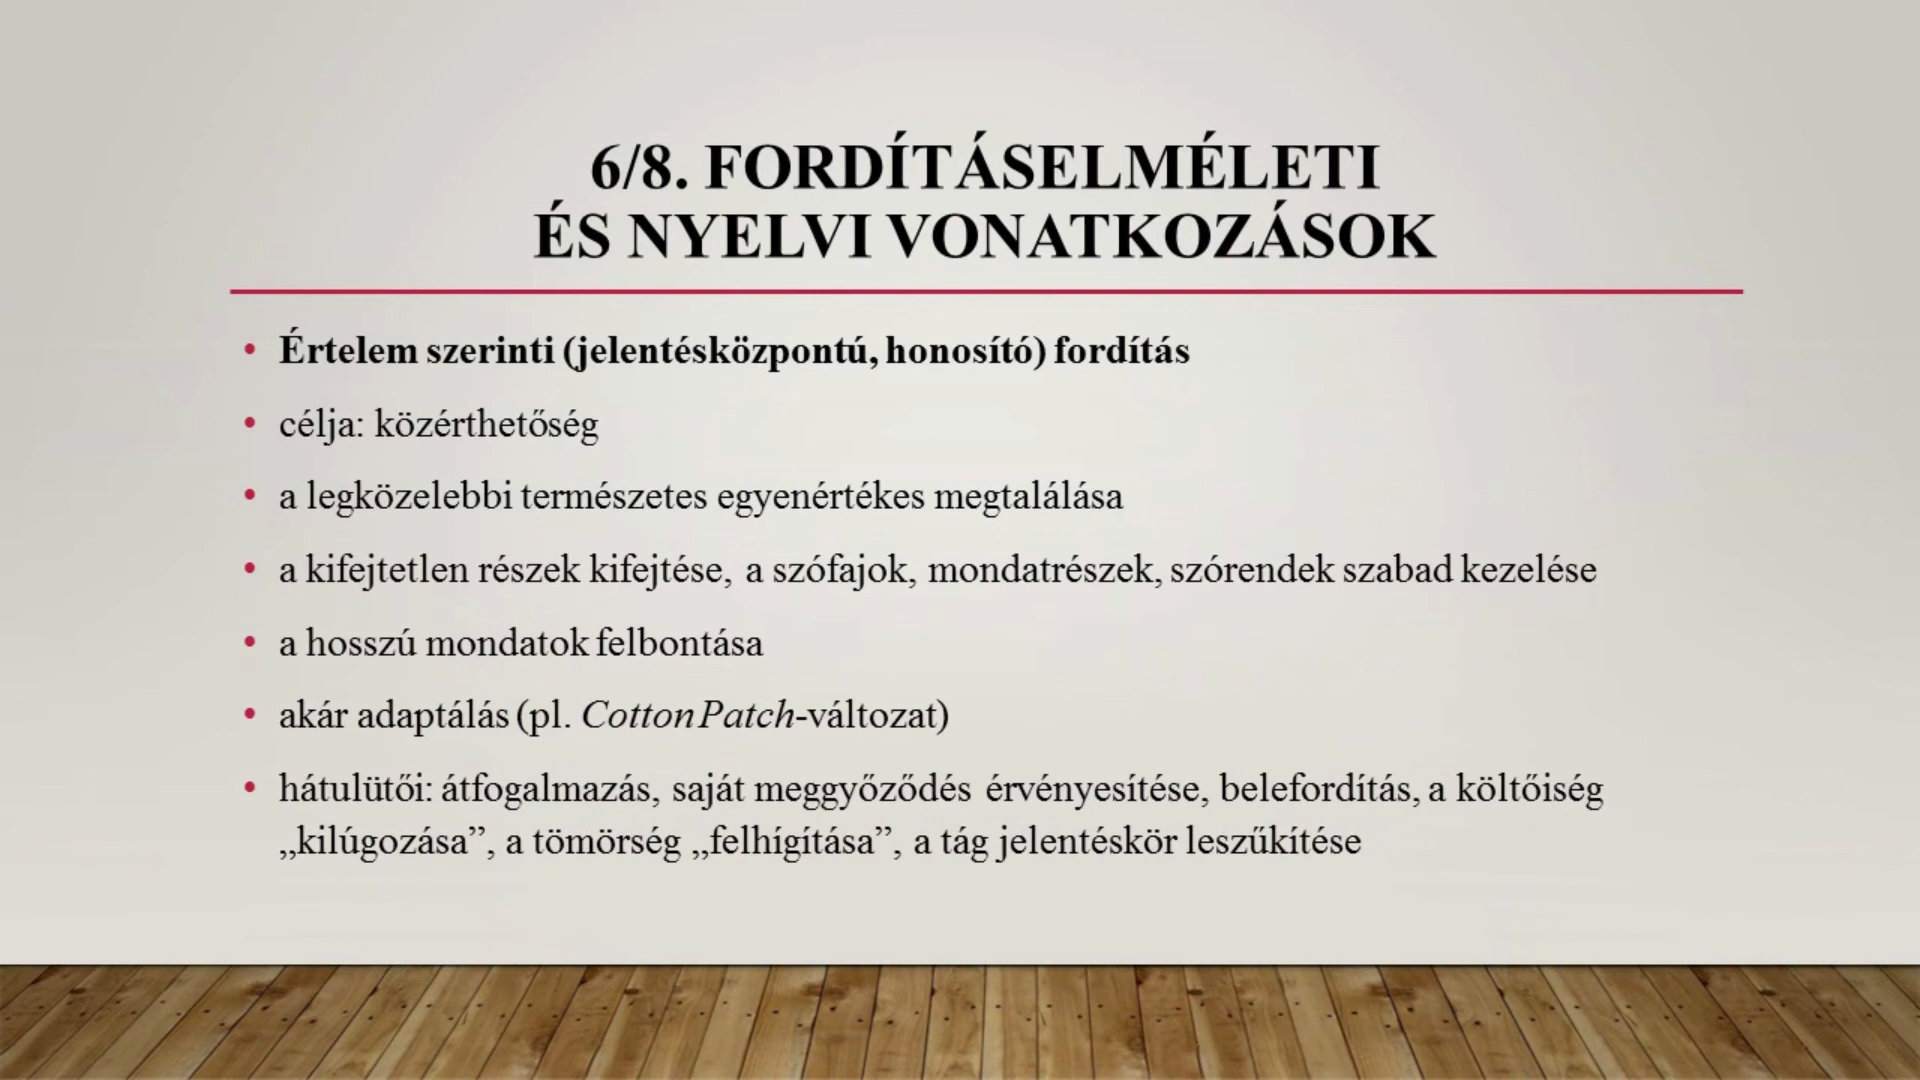 6/8. FORDÍTÁSELMÉLETI
ÉS NYELVI VONATKOZÁSOK
• Értelem szerinti (jelentésközpontú, honosító) fordítás
• célja: közérthetőség
• a legközelebbi természetes egyenértékes megtalálása
• a kifejtetlen részek kifejtése, a szófajok, mondatrészek, szórendek szabad kezelése
• a hosszú mondatok felbontása
• akár adaptálás (pl. Cotton Patch-változat)
• hátulütői: átfogalmazás, saját meggyőződés érvényesítése, belefordítás, a költőiség
„kilúgozása”, a tömörség „felhígítása”, a tág jelentéskör leszűkítése